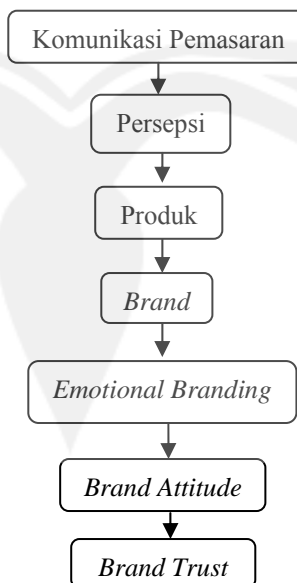 Komunikasi Pemasaran
Persepsi
Produk
Brand
Emotional Branding
Brand Attitude
Brand Trust